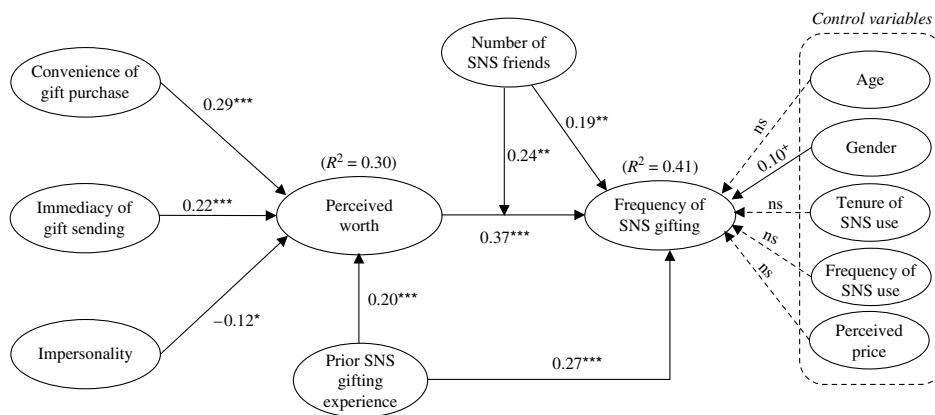 Control variables
Number of
SNS friends
Convenience of
gift purchase
Age
0.29***
ns
0.19**
Gender
0.24**
0.10+
(R² = 0.30)
(R² = 0.41)
Immediacy of
gift sending
0.22***
Perceived
worth
0.37***
Frequency of
SNS gifting
ns
Tenure of
SNS use
ns
Frequency of
SNS use
ns
0.20***
−0.12*
Perceived
price
Impersonality
Prior SNS
gifting
experience
0.27***